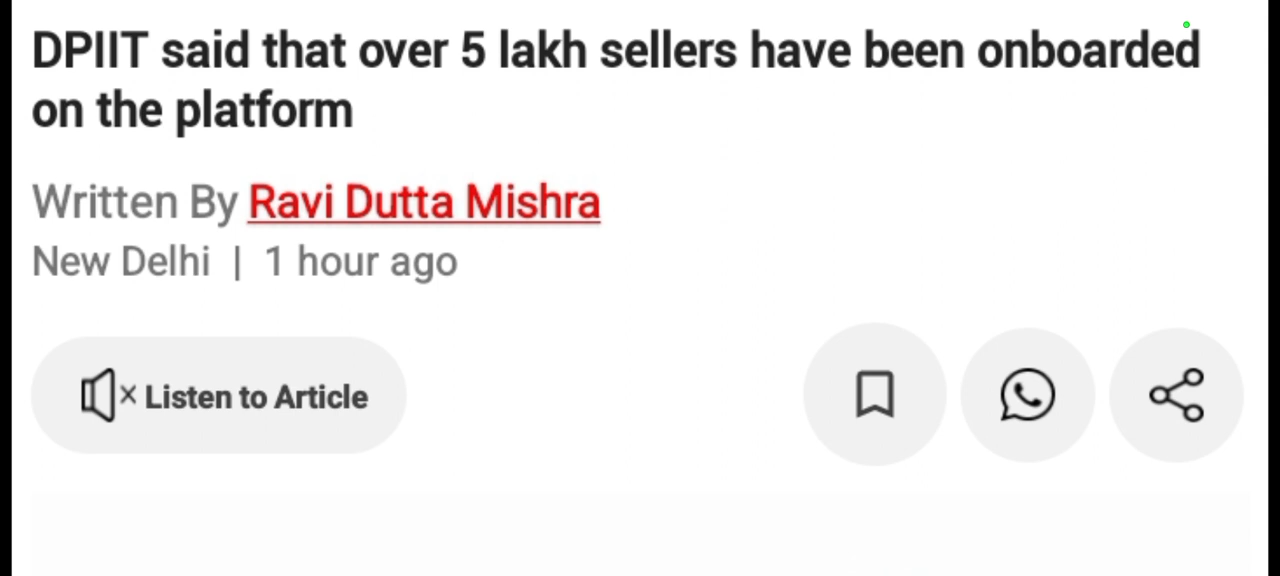 DPIIT said that over 5 lakh sellers have been onboarded
on the platform
Written By Ravi Dutta Mishra
New Delhi | 1 hour ago
Listen to Article